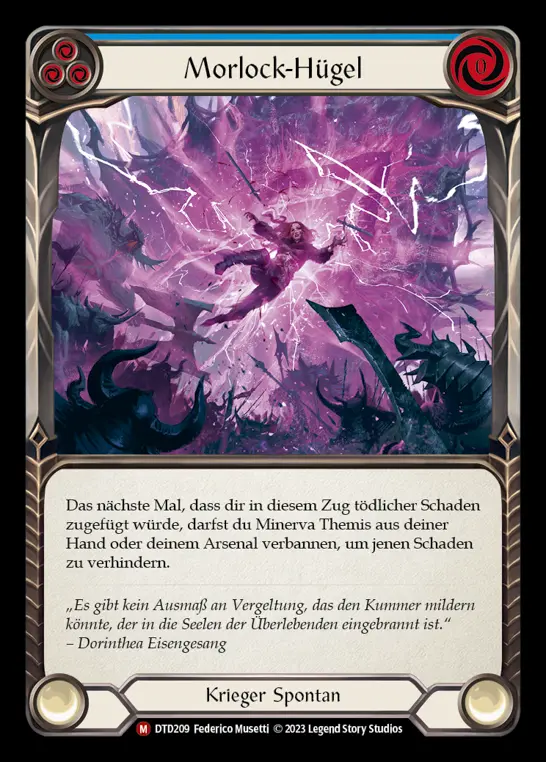 Morlock-Hügel
0
Das nächste Mal, dass dir in diesem Zug tödlicher Schaden
zugefügt würde, darfst du Minerva Themis aus deiner
Hand oder deinem Arsenal verbannen, um jenen Schaden
zu verhindern.
„Es gibt kein Ausmaß an Vergeltung, das den Kummer mildern
könnte, der in die Seelen der Überlebenden eingebrannt ist.“
– Dorinthea Eisengesang
Krieger Spontan
M DTD209 Federico Musetti © 2023 Legend Story Studios